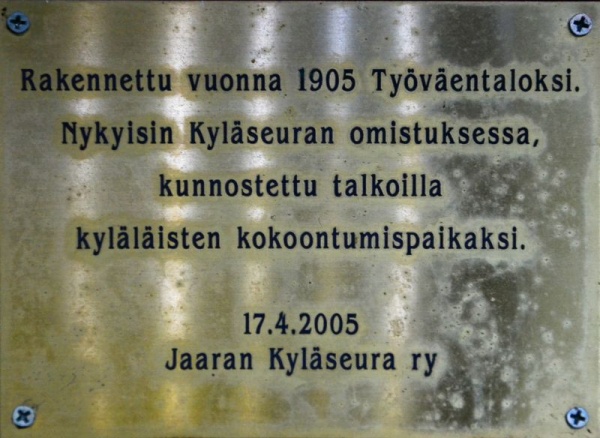 Rakennettu vuonna 1905 Työväentaloksi.
Nykyisin Kyläseuran omistuksessa,
kunnostettu talkoilla
kyläläisten kokoontumispaikaksi.
17.4.2005
Jaaran Kyläseura ry